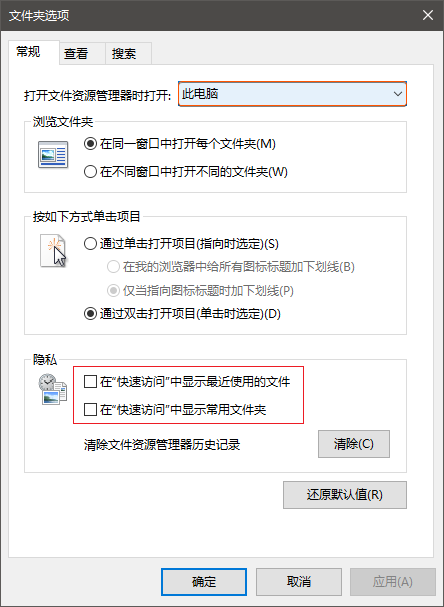 文件夹选项
常规 查看 搜索
打开文件资源管理器时打开: 此电脑
浏览文件夹
在同一窗口中打开每个文件夹(M)
在不同窗口中打开不同的文件夹(W)
按如下方式单击项目
通过单击打开项目(指向时选定)(S)
在我的浏览器中给所有图标标题加下划线(B)
仅当指向图标标题时加下划线(P)
通过双击打开项目(单击时选定)(D)
隐私
在“快速访问”中显示最近使用的文件
在“快速访问”中显示常用文件夹
清除文件资源管理器历史记录 清除(C)
还原默认值(R)
确定 取消 应用(A)